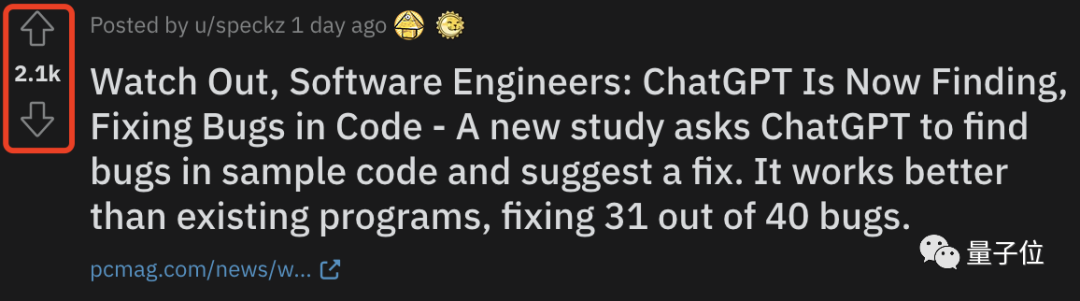 Posted by u/speckz 1 day ago
2.1k
Watch Out, Software Engineers: ChatGPT Is Now Finding,
Fixing Bugs in Code - A new study asks ChatGPT to find
bugs in sample code and suggest a fix. It works better
than existing programs, fixing 31 out of 40 bugs.
pcmag.com/news/w...
量子位